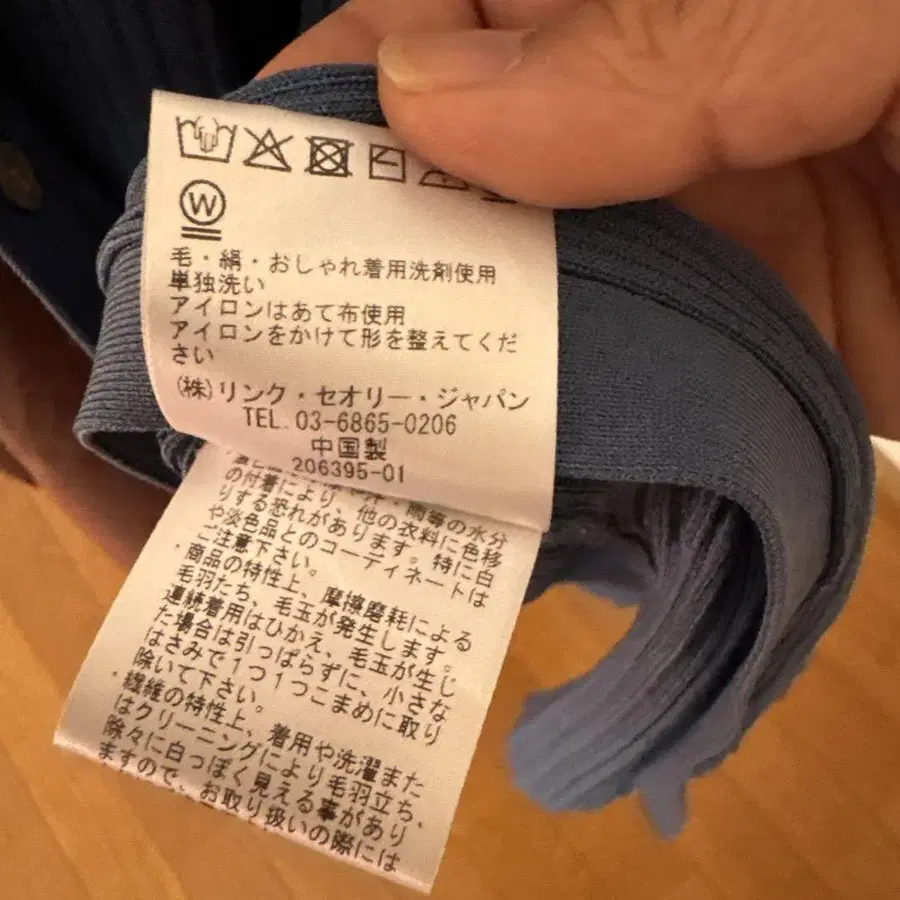 W
毛・絹・おしゃれ着用洗剤使用
単独洗い
アイロンはあて布使用
アイロンをかけて形を整えてくだ
さい
(株)リンク・セオリー・ジャパン
TEL.03-6865-0206
中国製
206395-01
雨等の水分
の付着により、他の衣料に色移
りする恐れがあります。特に白
や淡色品とのコーディネートは
ご注意下さい。
・商品の特性上、摩擦磨耗による
毛羽たち、毛玉が発生します。
連続着用はひかえ、毛玉が生じ
た場合は引っぱらずに、小さな
はさみで1つ1つこまめに取り
除いて下さい。
・繊維の特性上、着用や洗濯また
はクリーニングにより毛羽立ち、
除々に白っぽく見える事があり
ますので、お取り扱いの際には